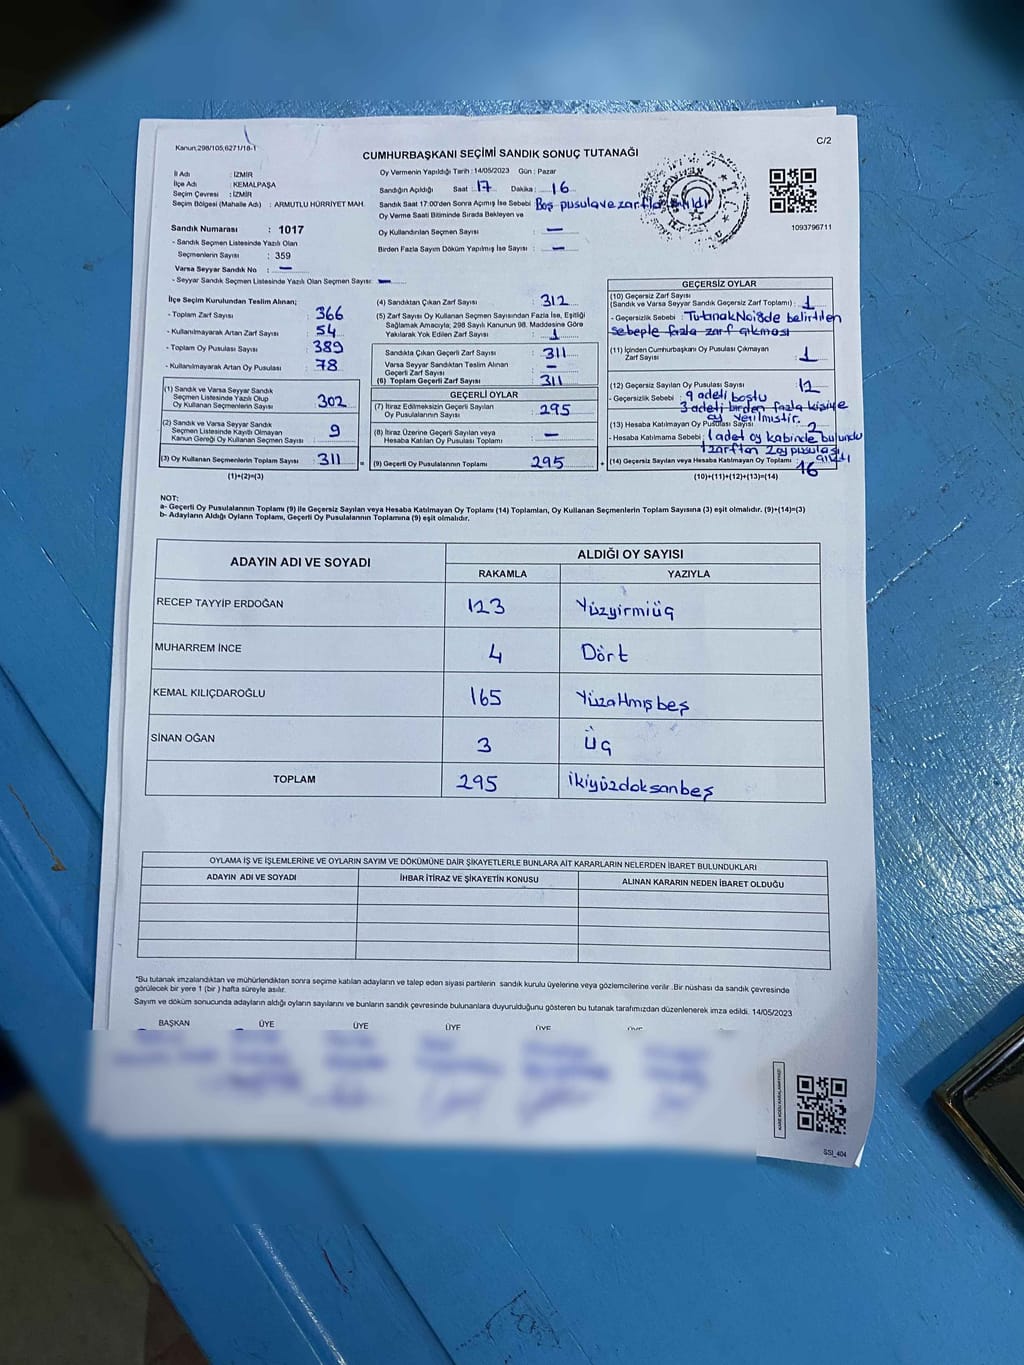 Kanun,298/105,6271/18-1
C/2
CUMHURBAŞKANI SEÇİMİ SANDIK SONUÇ TUTANAĞI
İl Adı : İZMİR
İlçe Adı : KEMALPAŞA
Seçim Çevresi : İZMİR
Seçim Bölgesi (Mahalle Adı) : ARMUTLU HÜRRİYET MAH.
Sandık Numarası : 1017
- Sandık Seçmen Listesinde Yazılı Olan
Seçmenlerin Sayısı : 359
Varsa Seyyar Sandık No : —
- Seyyar Sandık Seçmen Listesinde Yazılı Olan Seçmen Sayısı: —
Oy Vermenin Yapıldığı Tarih : 14/05/2023 Gün : Pazar
Sandığın Açıldığı Saat : 17 Dakika : 16
Sandık Saat 17:00'den Sonra Açılmış İse Sebebi : Boş pusula ve zarflar sayıldı
Oy Verme Saati Bitiminde Sırada Bekleyen ve
Oy Kullandırılan Seçmen Sayısı : —
Birden Fazla Sayım Döküm Yapılmış İse Sayısı : —
1093796711
İlçe Seçim Kurulundan Teslim Alınan;
- Toplam Zarf Sayısı : 366
- Kullanılmayarak Artan Zarf Sayısı : 54
- Toplam Oy Pusulası Sayısı : 389
- Kullanılmayarak Artan Oy Pusulası : 78
(1) Sandık ve Varsa Seyyar Sandık
Seçmen Listesinde Yazılı Olup
Oy Kullanan Seçmenlerin Sayısı : 302
(2) Sandık ve Varsa Seyyar Sandık
Seçmen Listesinde Kayıtlı Olmayan
Kanun Gereği Oy Kullanan Seçmen Sayısı : 9
(3) Oy Kullanan Seçmenlerin Toplam Sayısı : 311
(1)+(2)=(3)
(4) Sandıktan Çıkan Zarf Sayısı : 312
(5) Zarf Sayısı Oy Kullanan Seçmen Sayısından Fazla İse, Eşitliği
Sağlamak Amacıyla; 298 Sayılı Kanunun 98. Maddesine Göre
Yakılarak Yok Edilen Zarf Sayısı : 1
Sandıkta Çıkan Geçerli Zarf Sayısı : 311
Varsa Seyyar Sandıktan Teslim Alınan
Geçerli Zarf Sayısı : —
(6) Toplam Geçerli Zarf Sayısı : 311
GEÇERLİ OYLAR
(7) İtiraz Edilmeksizin Geçerli Sayılan
Oy Pusulalarının Sayısı : 295
(8) İtiraz Üzerine Geçerli Sayılan veya
Hesaba Katılan Oy Pusulası Toplamı : —
= (9) Geçerli Oy Pusulalarının Toplamı : 295 +
GEÇERSİZ OYLAR
(10) Geçersiz Zarf Sayısı
(Sandık ve Varsa Seyyar Sandık Geçersiz Zarf Toplamı) : 1
- Geçersizlik Sebebi : Tutanak No:8 de belirtilen
sebeple fazla zarf çıkması
(11) İçinden Cumhurbaşkanı Oy Pusulası Çıkmayan
Zarf Sayısı : 1
(12) Geçersiz Sayılan Oy Pusulası Sayısı : 12
- Geçersizlik Sebebi : 9 adeti boştu
3 adeti birden fazla kişiye
oy verilmiştir.
(13) Hesaba Katılmayan Oy Pusulası Sayısı : 2
- Hesaba Katılmama Sebebi : 1 adet oy kabinde bulundu
1 zarftan 2 oy pusulası
çıktı
(14) Geçersiz Sayılan veya Hesaba Katılmayan Oy Toplamı : 16
(10)+(11)+(12)+(13)=(14)
NOT:
a- Geçerli Oy Pusulalarının Toplamı (9) ile Geçersiz Sayılan veya Hesaba Katılmayan Oy Toplamı (14) Toplamları, Oy Kullanan Seçmenlerin Toplam Sayısına (3) eşit olmalıdır. (9)+(14)=(3)
b- Adayların Aldığı Oyların Toplamı, Geçerli Oy Pusulalarının Toplamına (9) eşit olmalıdır.
ADAYIN ADI VE SOYADI
ALDIĞI OY SAYISI
RAKAMLA YAZIYLA
RECEP TAYYİP ERDOĞAN 123 Yüzyirmiüç
MUHARREM İNCE 4 Dört
KEMAL KILIÇDAROĞLU 165 Yüzaltmışbeş
SİNAN OĞAN 3 Üç
TOPLAM 295 ikiyüzdoksanbeş
OYLAMA İŞ VE İŞLEMLERİNE VE OYLARIN SAYIM VE DÖKÜMÜNE DAİR ŞİKAYETLERLE BUNLARA AİT KARARLARIN NELERDEN İBARET BULUNDUKLARI
ADAYIN ADI VE SOYADI İHBAR İTİRAZ VE ŞİKAYETİN KONUSU ALINAN KARARIN NEDEN İBARET OLDUĞU
*Bu tutanak imzalandıktan ve mühürlendikten sonra seçime katılan adayların ve talep eden siyasi partilerin sandık kurulu üyelerine veya gözlemcilerine verilir .Bir nüshası da sandık çevresinde
görülecek bir yere 1 (bir ) hafta süreyle asılır.
Sayım ve döküm sonucunda adayların aldığı oyların sayılarını ve bunların sandık çevresinde bulunanlara duyurulduğunu gösteren bu tutanak tarafımızdan düzenlenerek imza edildi. 14/05/2023
BAŞKAN ÜYE ÜYE ÜYE ÜYE ÜYE
SSI_404